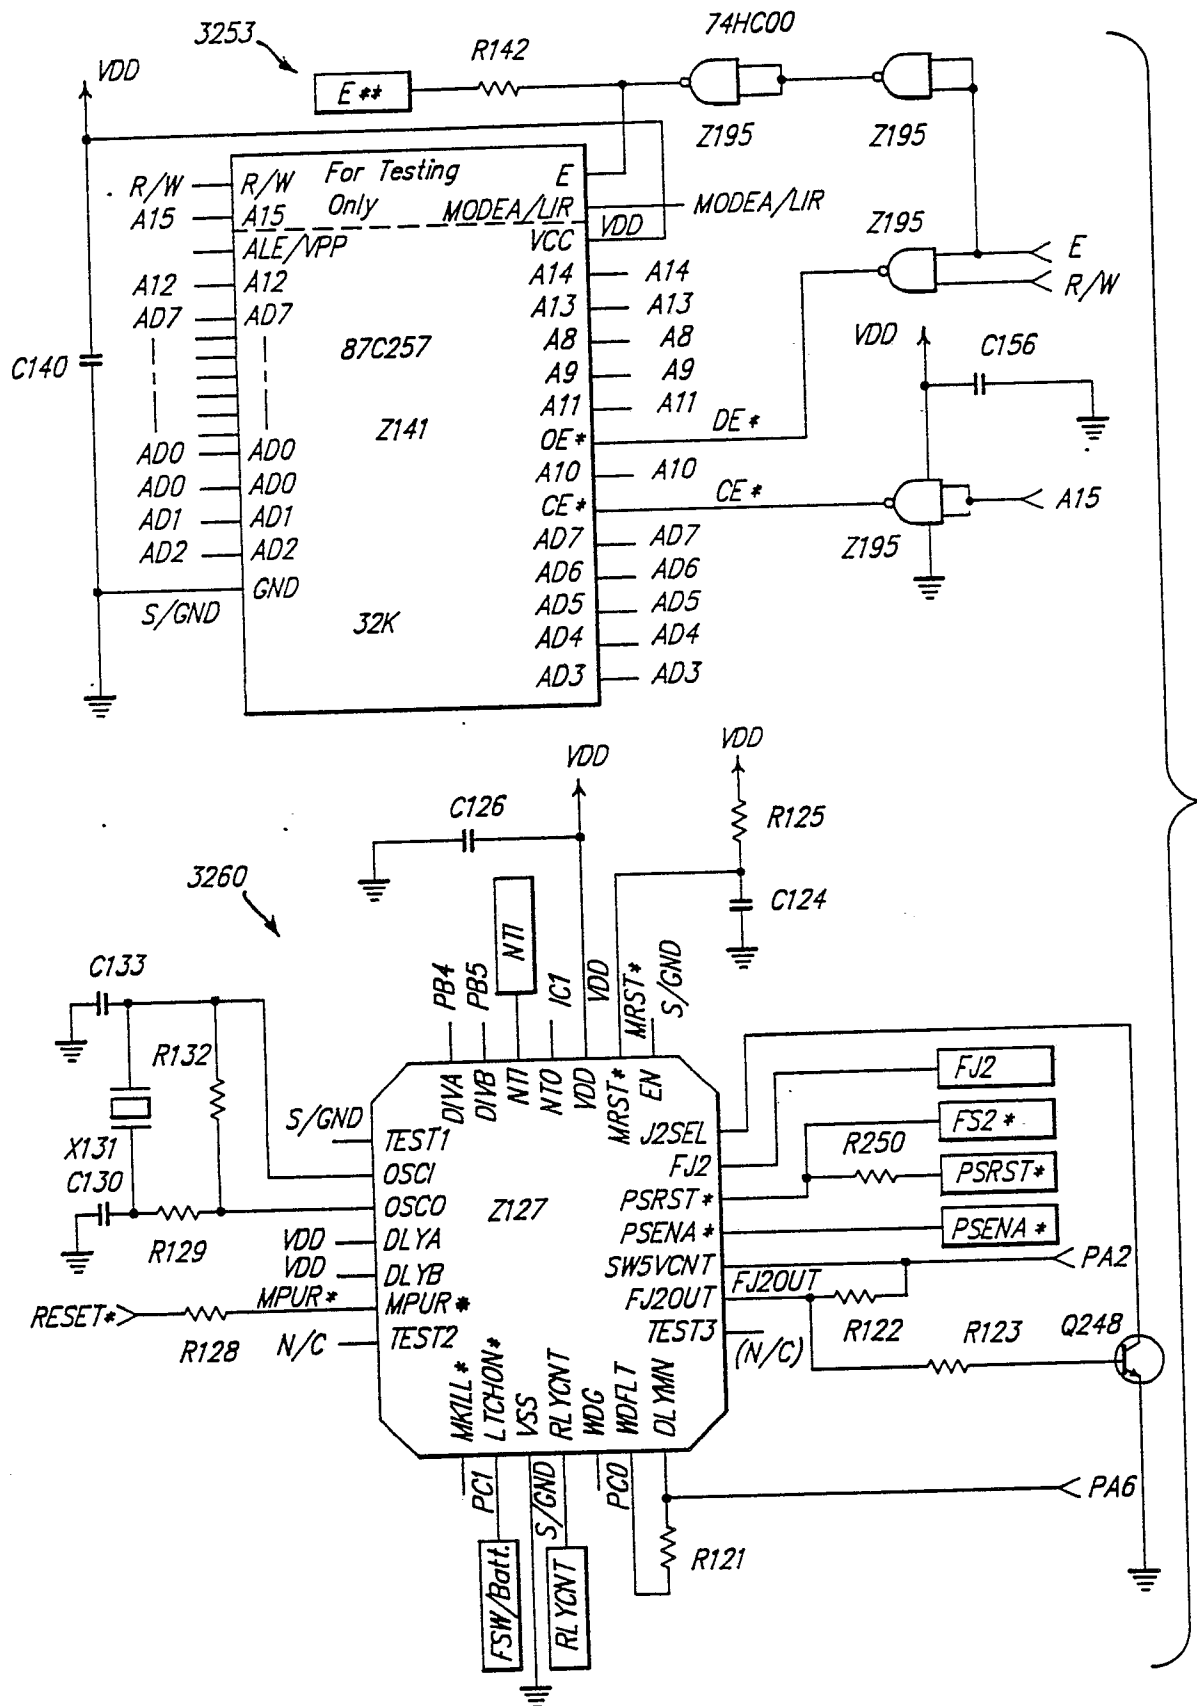 3253
74HC00
VDD
R142
E**
Z195
Z195
R/W
R/W
For Testing
Only
E
A15
A15
MODEA/LIR
MODEA/LIR
Z195
ALE/VPP
VCC
VDD
E
A12
A12
A14
A14
R/W
AD7
AD7
A13
A13
VDD
C156
C140
87C257
A8
A8
A9
A9
Z141
A11
A11
OE*
DE*
AD0
AD0
A10
A10
AD0
AD0
CE*
CE*
A15
AD1
AD1
AD7
AD7
Z195
AD2
AD2
AD6
AD6
GND
S/GND
AD5
AD5
32K
AD4
AD4
AD3
AD3
VDD
VDD
C126
R125
3260
C124
NTI
C133
PB4
PB5
IC1
VDD
MRST*
S/GND
R132
DIVA
DIVB
NTI
NTO
VDD
MRST*
EN
FJ2
S/GND
TEST1
J2SEL
FS2*
X131
R250
C130
OSCI
FJ2
PSRST*
OSCO
Z127
PSRST*
R129
VDD
DLYA
PSENA*
PSENA*
VDD
DLYB
SW5VCNT
PA2
RESET*
MPUR*
MPUR*
FJ2OUT
FJ2OUT
R128
N/C
TEST2
TEST3
(N/C)
R122
R123
Q248
MKILL*
LTCHON*
VSS
RLYCNT
WDG
WDFLT
DLYMN
PC1
S/GND
PC0
PA6
R121
FSW/Batt.
RLYCNT